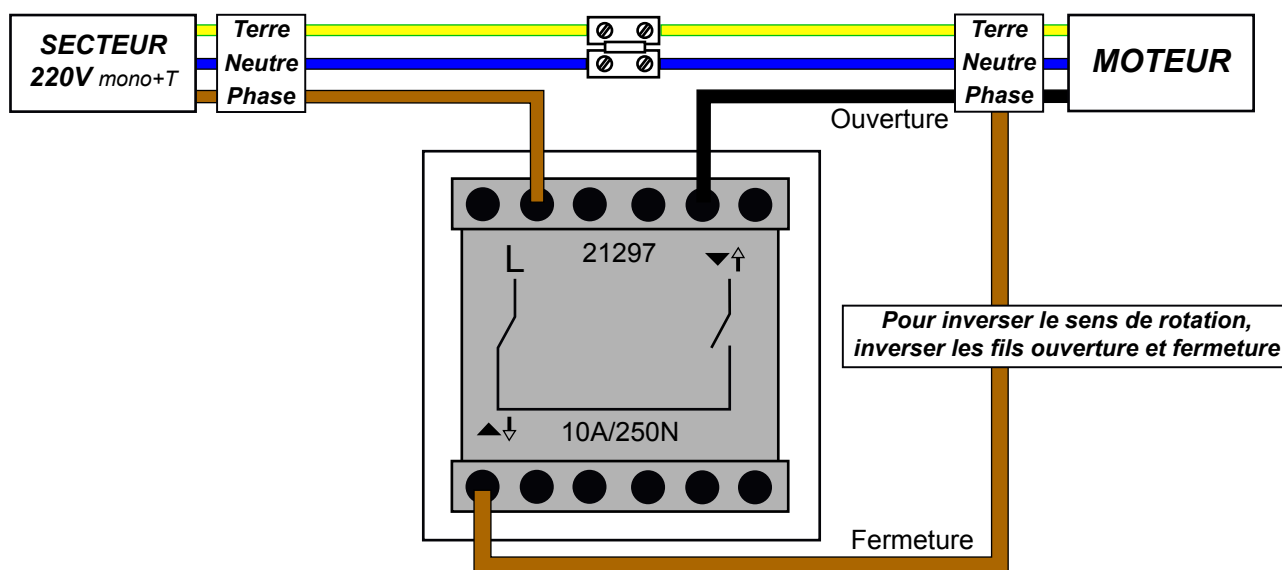 SECTEUR
220V mono+T
Terre
Neutre
Phase
Terre
Neutre
Phase
MOTEUR
Ouverture
L
21297
10A/250N
Pour inverser le sens de rotation,
inverser les fils ouverture et fermeture
Fermeture